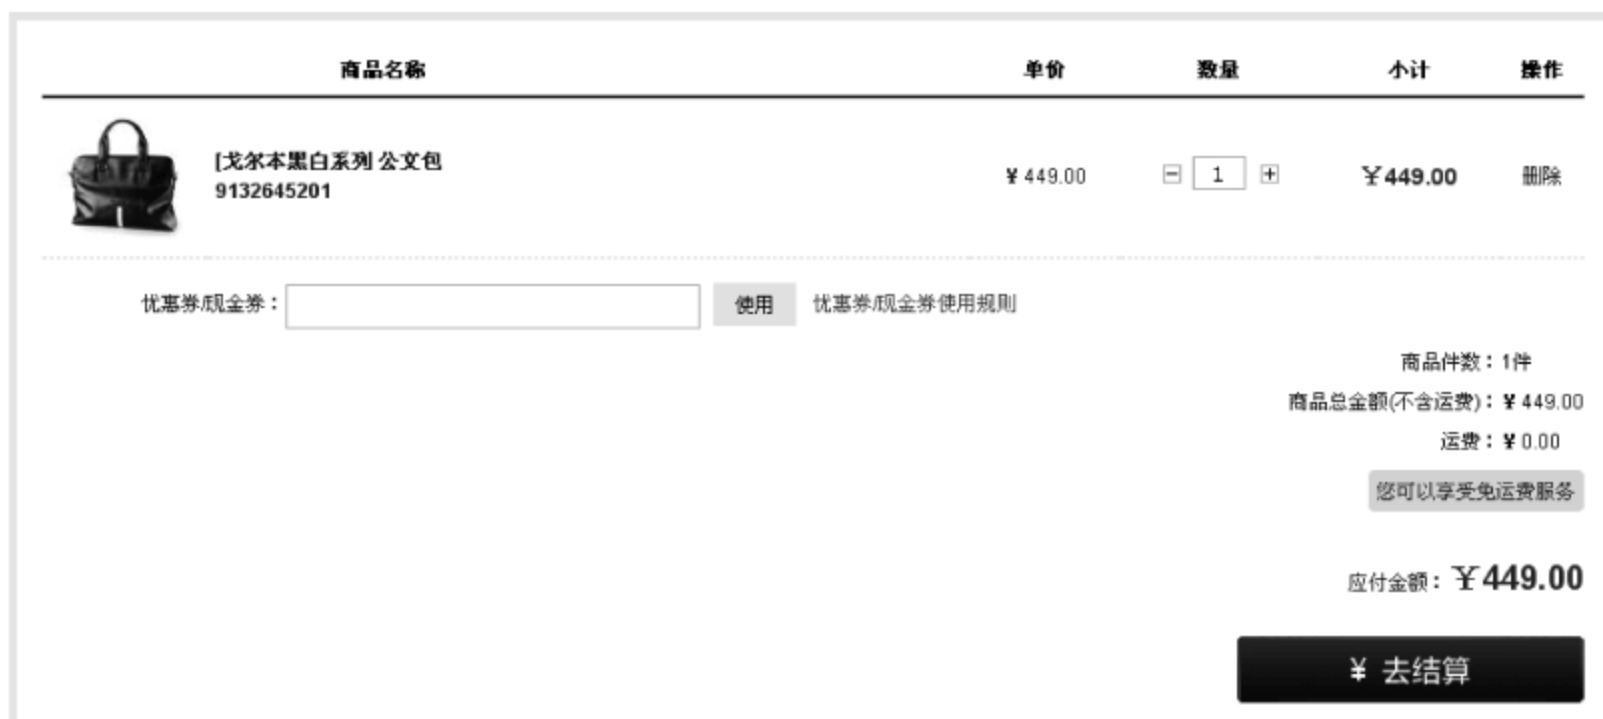 商品名称 单价 数量 小计 操作
[戈尔本黑白系列 公文包
9132645201
¥ 449.00 1 ¥449.00 删除
优惠券/现金券： 使用 优惠券/现金券使用规则
商品件数：1件
商品总金额(不含运费)：¥ 449.00
运费：¥ 0.00
您可以享受免运费服务
应付金额：¥449.00
¥ 去结算